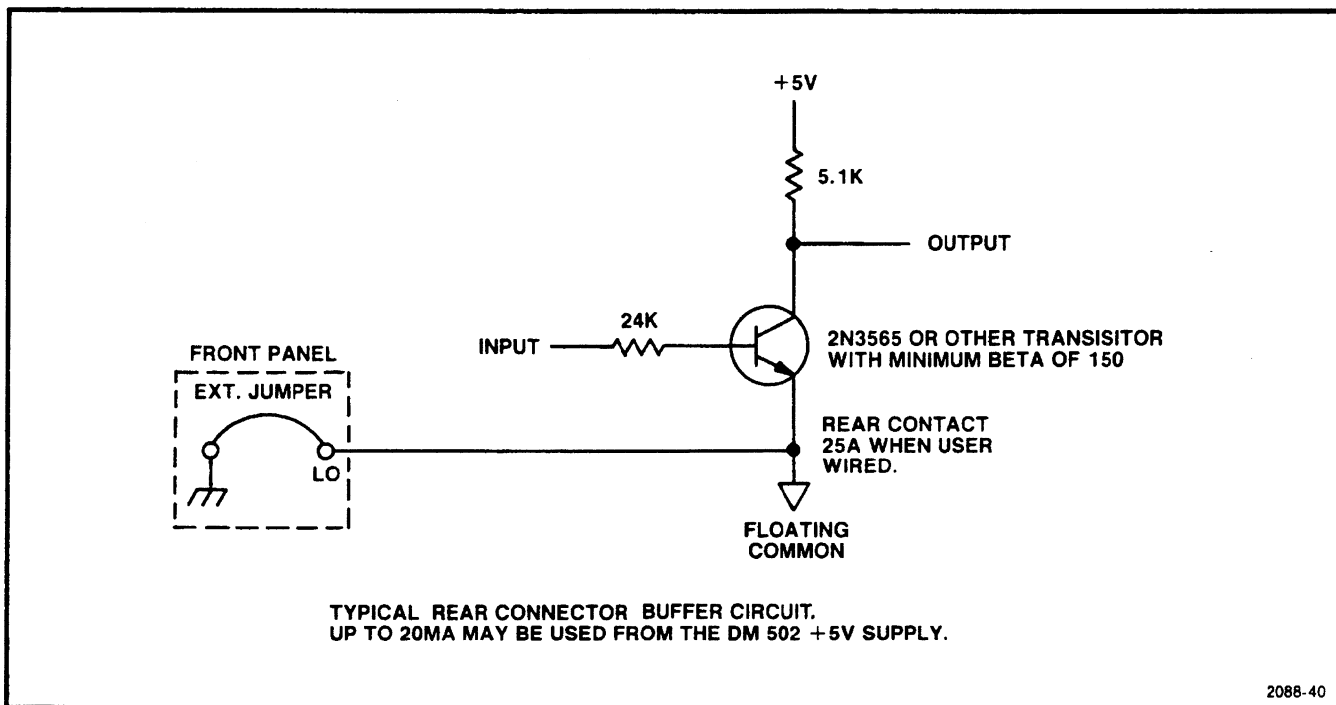 +5V
5.1K
OUTPUT
24K
INPUT
2N3565 OR OTHER TRANSISITOR
WITH MINIMUM BETA OF 150
FRONT PANEL
EXT. JUMPER
LO
REAR CONTACT
25A WHEN USER
WIRED.
FLOATING
COMMON
TYPICAL REAR CONNECTOR BUFFER CIRCUIT.
UP TO 20MA MAY BE USED FROM THE DM 502 +5V SUPPLY.
2088-40